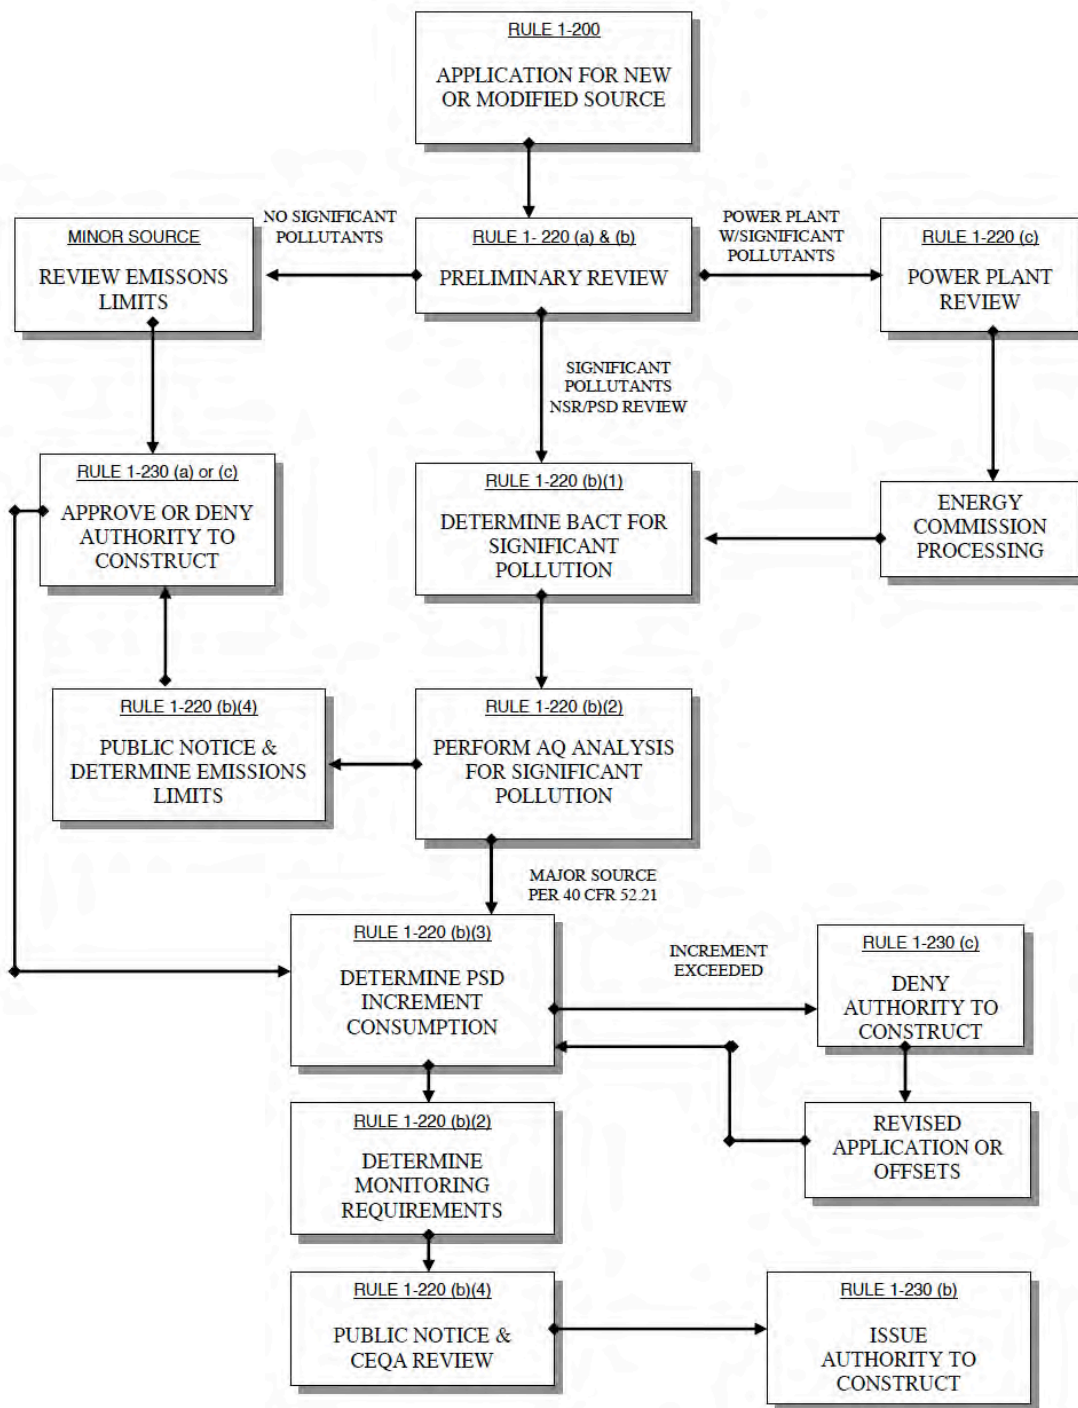 RULE 1-200
APPLICATION FOR NEW
OR MODIFIED SOURCE
NO SIGNIFICANT
POLLUTANTS
POWER PLANT
W/SIGNIFICANT
POLLUTANTS
MINOR SOURCE
REVIEW EMISSONS
LIMITS
RULE 1- 220 (a) & (b)
PRELIMINARY REVIEW
RULE 1-220 (c)
POWER PLANT
REVIEW
SIGNIFICANT
POLLUTANTS
NSR/PSD REVIEW
RULE 1-230 (a) or (c)
APPROVE OR DENY
AUTHORITY TO
CONSTRUCT
RULE 1-220 (b)(1)
DETERMINE BACT FOR
SIGNIFICANT
POLLUTION
ENERGY
COMMISSION
PROCESSING
RULE 1-220 (b)(4)
PUBLIC NOTICE &
DETERMINE EMISSIONS
LIMITS
RULE 1-220 (b)(2)
PERFORM AQ ANALYSIS
FOR SIGNIFICANT
POLLUTION
MAJOR SOURCE
PER 40 CFR 52.21
RULE 1-220 (b)(3)
DETERMINE PSD
INCREMENT
CONSUMPTION
INCREMENT
EXCEEDED
RULE 1-230 (c)
DENY
AUTHORITY TO
CONSTRUCT
RULE 1-220 (b)(2)
DETERMINE
MONITORING
REQUIREMENTS
REVISED
APPLICATION OR
OFFSETS
RULE 1-220 (b)(4)
PUBLIC NOTICE &
CEQA REVIEW
RULE 1-230 (b)
ISSUE
AUTHORITY TO
CONSTRUCT